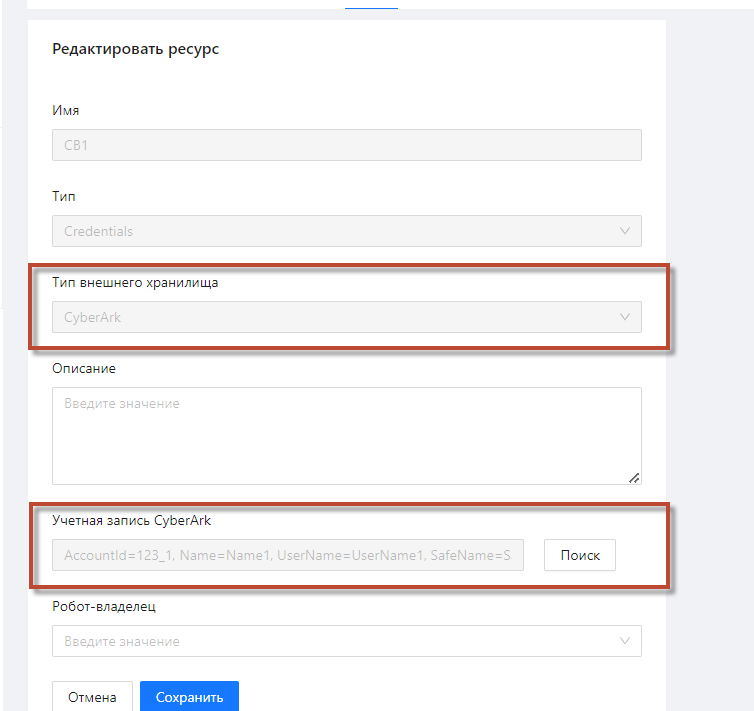 Редактировать ресурс
Имя
CB1
Тип
Credentials
Тип внешнего хранилища
CyberArk
Описание
Введите значение
Учетная запись CyberArk
AccountId=123_1, Name=Name1, UserName=UserName1, SafeName=S
Поиск
Робот-владелец
Введите значение
Отмена
Сохранить